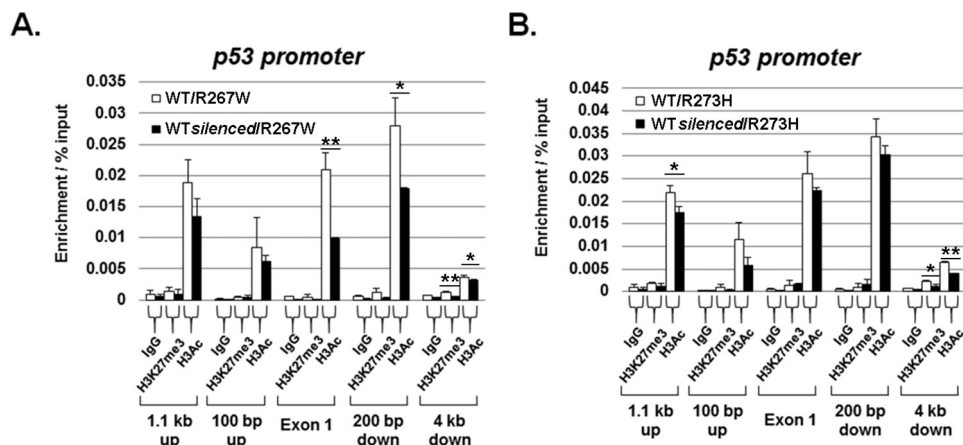 A.
p53 promoter
Enrichment / % input
0.035
0.03
0.025
0.02
0.015
0.01
0.005
0
WT/R267W
WTsilenced/R267W
** * ** *
IgG H3K27me3 H3Ac IgG H3K27me3 H3Ac IgG H3K27me3 H3Ac IgG H3K27me3 H3Ac IgG H3K27me3 H3Ac
1.1 kb up
100 bp up
Exon 1
200 bp down
4 kb down
B.
p53 promoter
Enrichment / % input
0.045
0.04
0.035
0.03
0.025
0.02
0.015
0.01
0.005
0
WT/R273H
WTsilenced/R273H
* * **
IgG H3K27me3 H3Ac IgG H3K27me3 H3Ac IgG H3K27me3 H3Ac IgG H3K27me3 H3Ac IgG H3K27me3 H3Ac
1.1 kb up
100 bp up
Exon 1
200 bp down
4 kb down